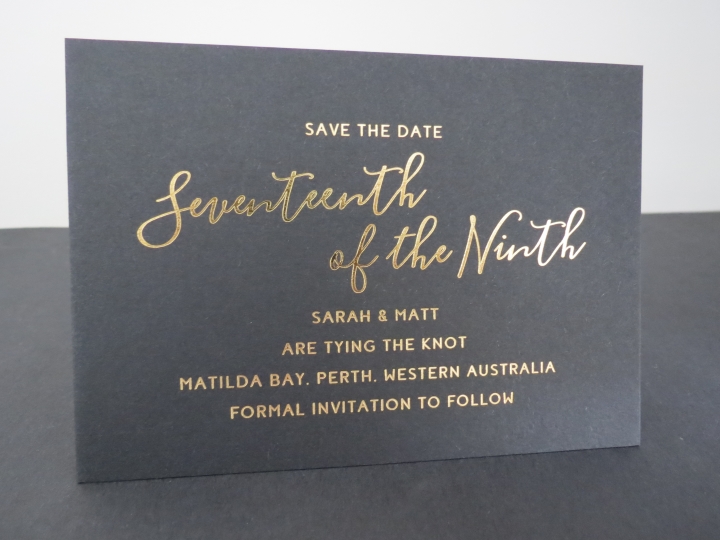 SAVE THE DATE
Seventeenth
of the Ninth
SARAH & MATT
ARE TYING THE KNOT
MATILDA BAY, PERTH, WESTERN AUSTRALIA
FORMAL INVITATION TO FOLLOW